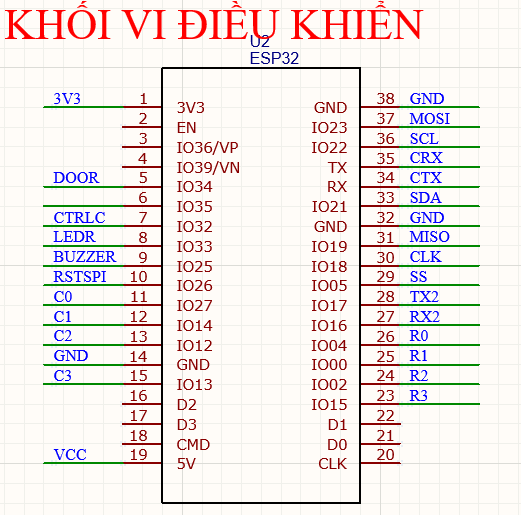 KHỐI VI ĐIỀU KHIỂN
U2
ESP32
3V3 1 3V3 GND 38 GND
2 EN IO23 37 MOSI
3 IO36/VP IO22 36 SCL
4 IO39/VN TX 35 CRX
DOOR 5 IO34 RX 34 CTX
6 IO35 IO21 33 SDA
CTRLC 7 IO32 GND 32 GND
LEDR 8 IO33 IO19 31 MISO
BUZZER 9 IO25 IO18 30 CLK
RSTSPI 10 IO26 IO05 29 SS
C0 11 IO27 IO17 28 TX2
C1 12 IO14 IO16 27 RX2
C2 13 IO12 IO04 26 R0
GND 14 GND IO00 25 R1
C3 15 IO13 IO02 24 R2
16 D2 IO15 23 R3
17 D3 D1 22
18 CMD D0 21
VCC 19 5V CLK 20